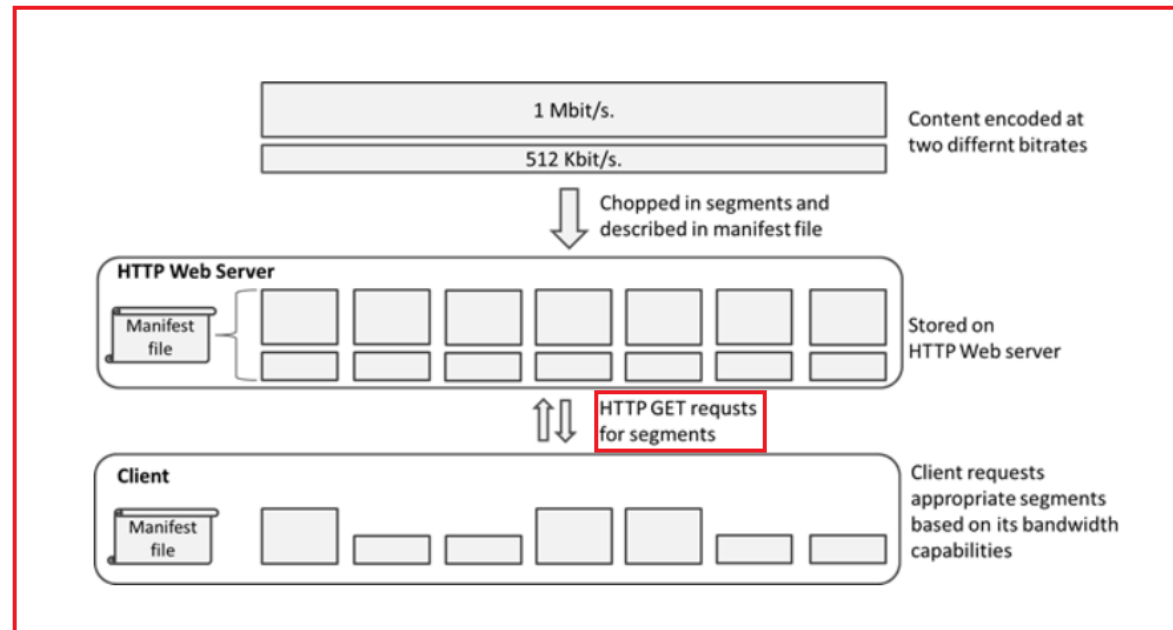 1 Mbit/s.
512 Kbit/s.
Content encoded at
two differnt bitrates
Chopped in segments and
described in manifest file
HTTP Web Server
Manifest
file
Stored on
HTTP Web server
HTTP GET requsts
for segments
Client
Manifest
file
Client requests
appropriate segments
based on its bandwidth
capabilities